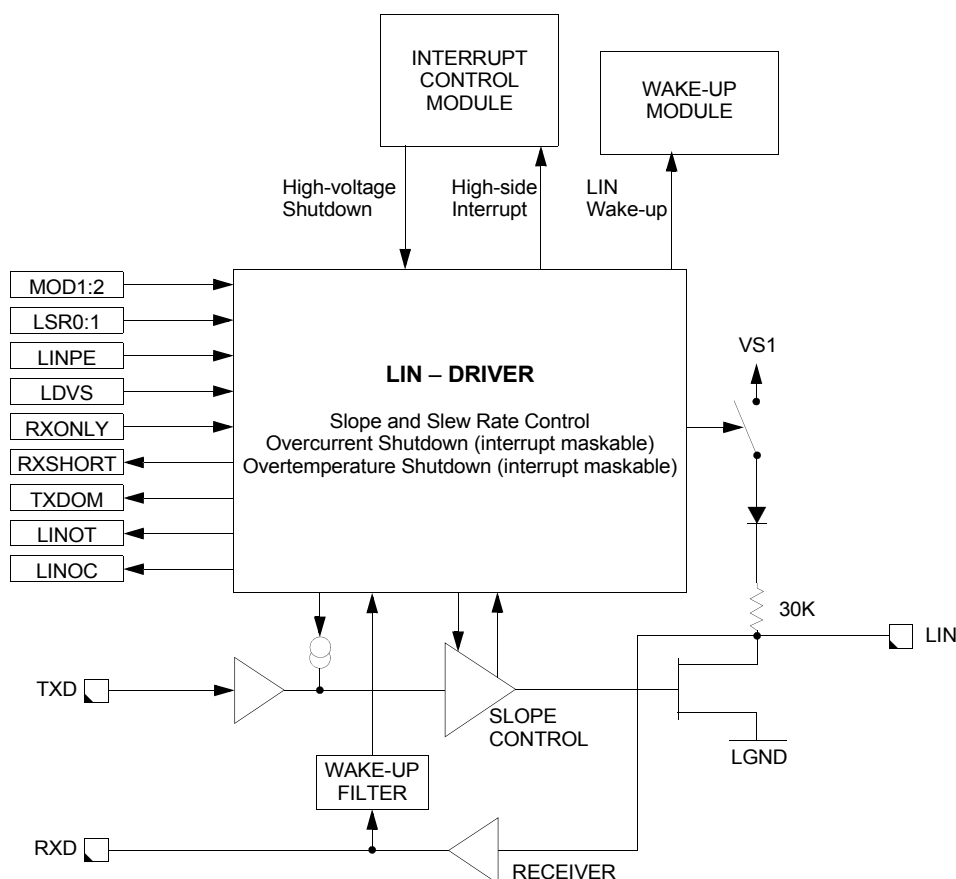 INTERRUPT
CONTROL
MODULE
WAKE-UP
MODULE
High-voltage
Shutdown
High-side
Interrupt
LIN
Wake-up
MOD1:2
LSR0:1
LINPE
LDVS
RXONLY
RXSHORT
TXDOM
LINOT
LINOC
LIN – DRIVER
Slope and Slew Rate Control
Overcurrent Shutdown (interrupt maskable)
Overtemperature Shutdown (interrupt maskable)
VS1
30K
LIN
TXD
SLOPE
CONTROL
LGND
WAKE-UP
FILTER
RXD
RECEIVER